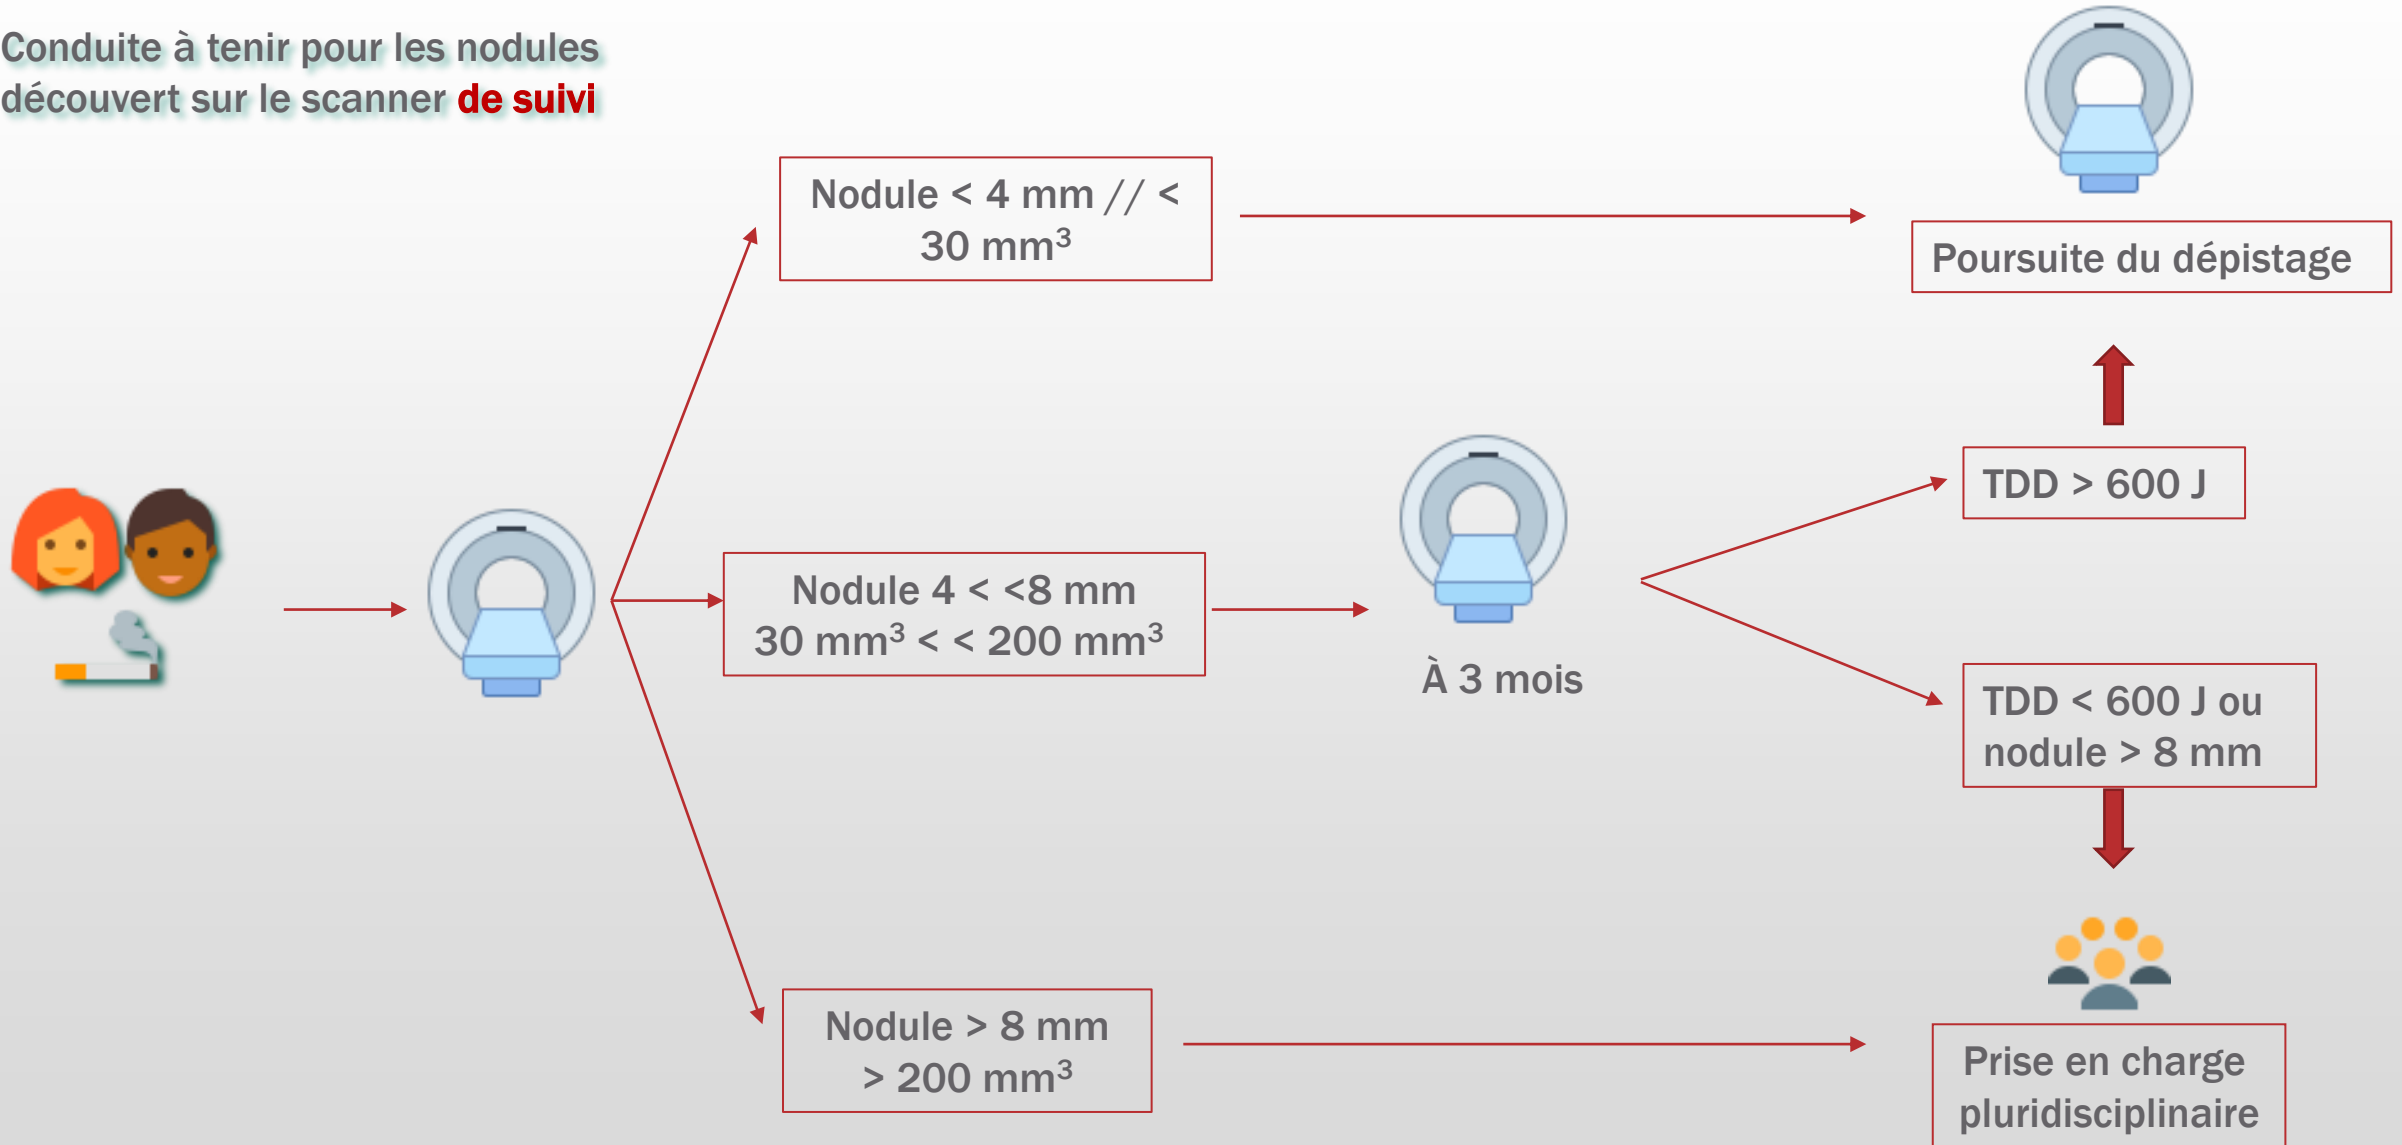 Conduite à tenir pour les nodules
découvert sur le scanner de suivi
Nodule < 4 mm // <
30 mm³
Poursuite du dépistage
Nodule 4 < <8 mm
30 mm³ < < 200 mm³
À 3 mois
TDD > 600 J
TDD < 600 J ou
nodule > 8 mm
Nodule > 8 mm
> 200 mm³
Prise en charge
pluridisciplinaire